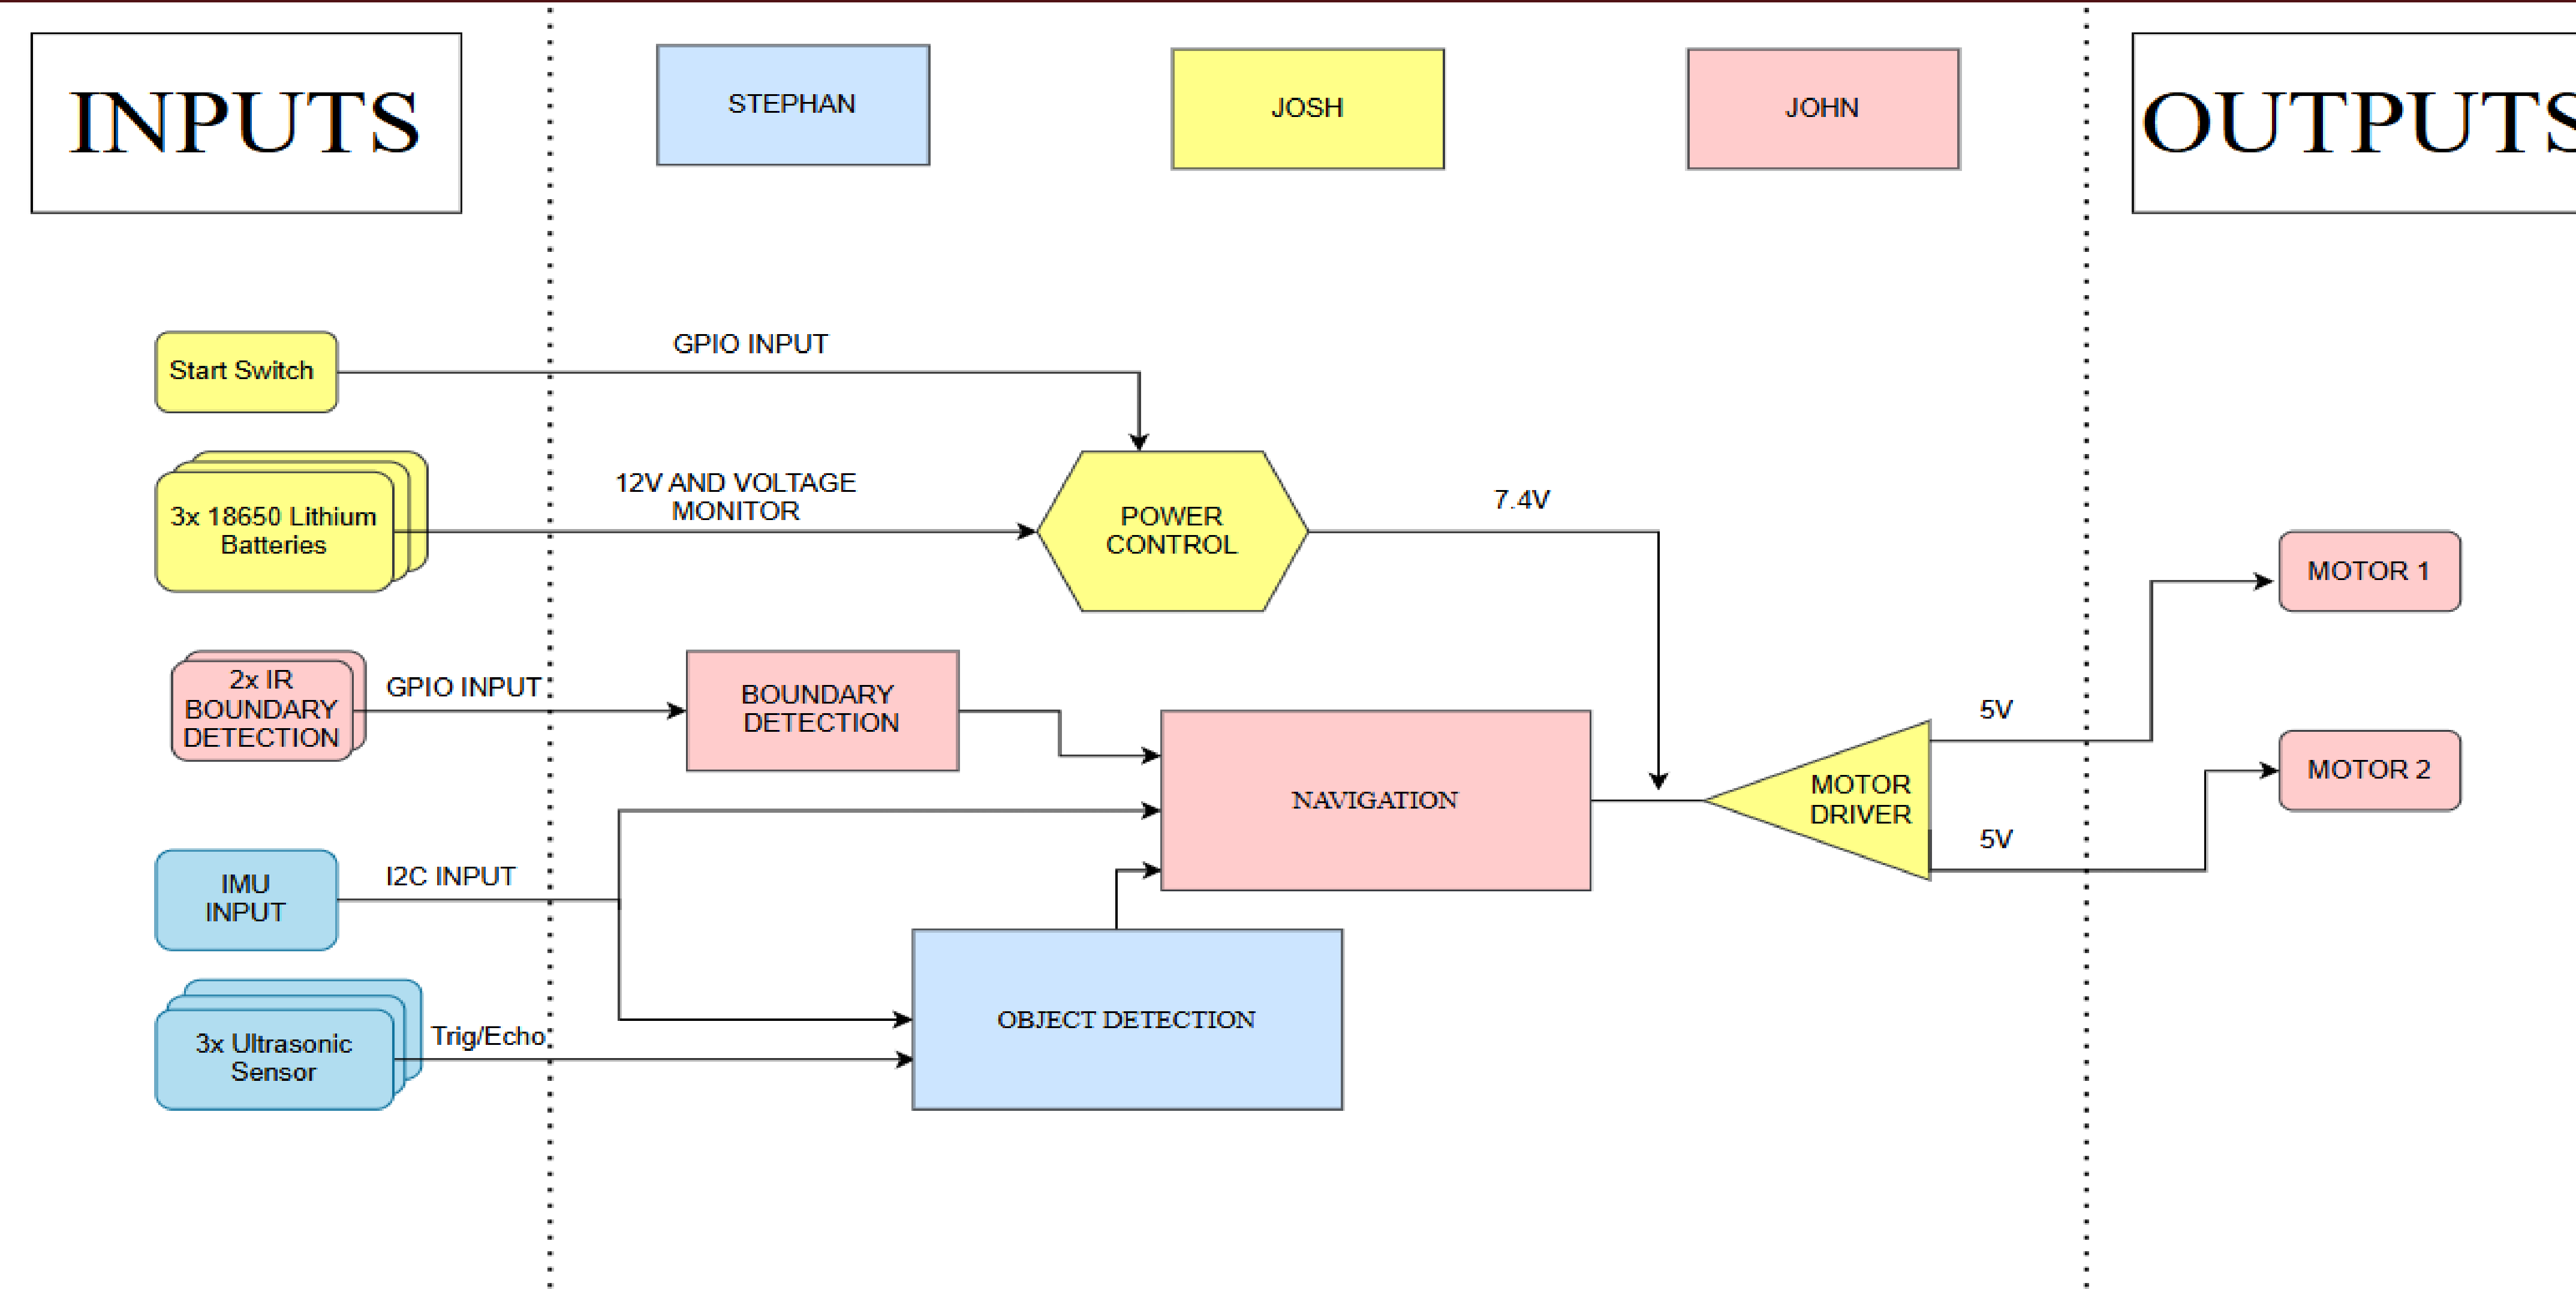 INPUTS
STEPHAN
JOSH
JOHN
OUTPUTS
GPIO INPUT
Start Switch
12V AND VOLTAGE
MONITOR
7.4V
3x 18650 Lithium
Batteries
POWER
CONTROL
MOTOR 1
2x IR
BOUNDARY
DETECTION
GPIO INPUT
BOUNDARY
DETECTION
5V
MOTOR 2
NAVIGATION
MOTOR
DRIVER
5V
IMU
INPUT
I2C INPUT
OBJECT DETECTION
3x Ultrasonic
Sensor
Trig/Echo